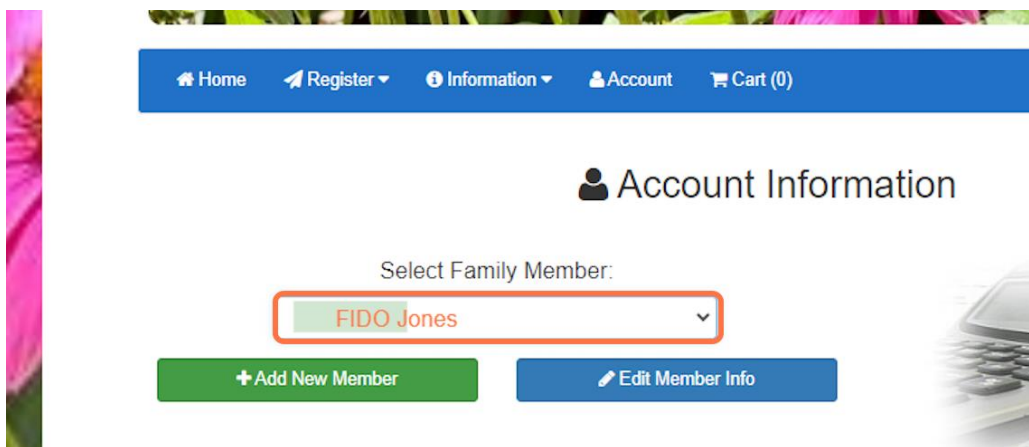 Home Register Information Account Cart (0)
Account Information
Select Family Member:
FIDO Jones
+ Add New Member Edit Member Info